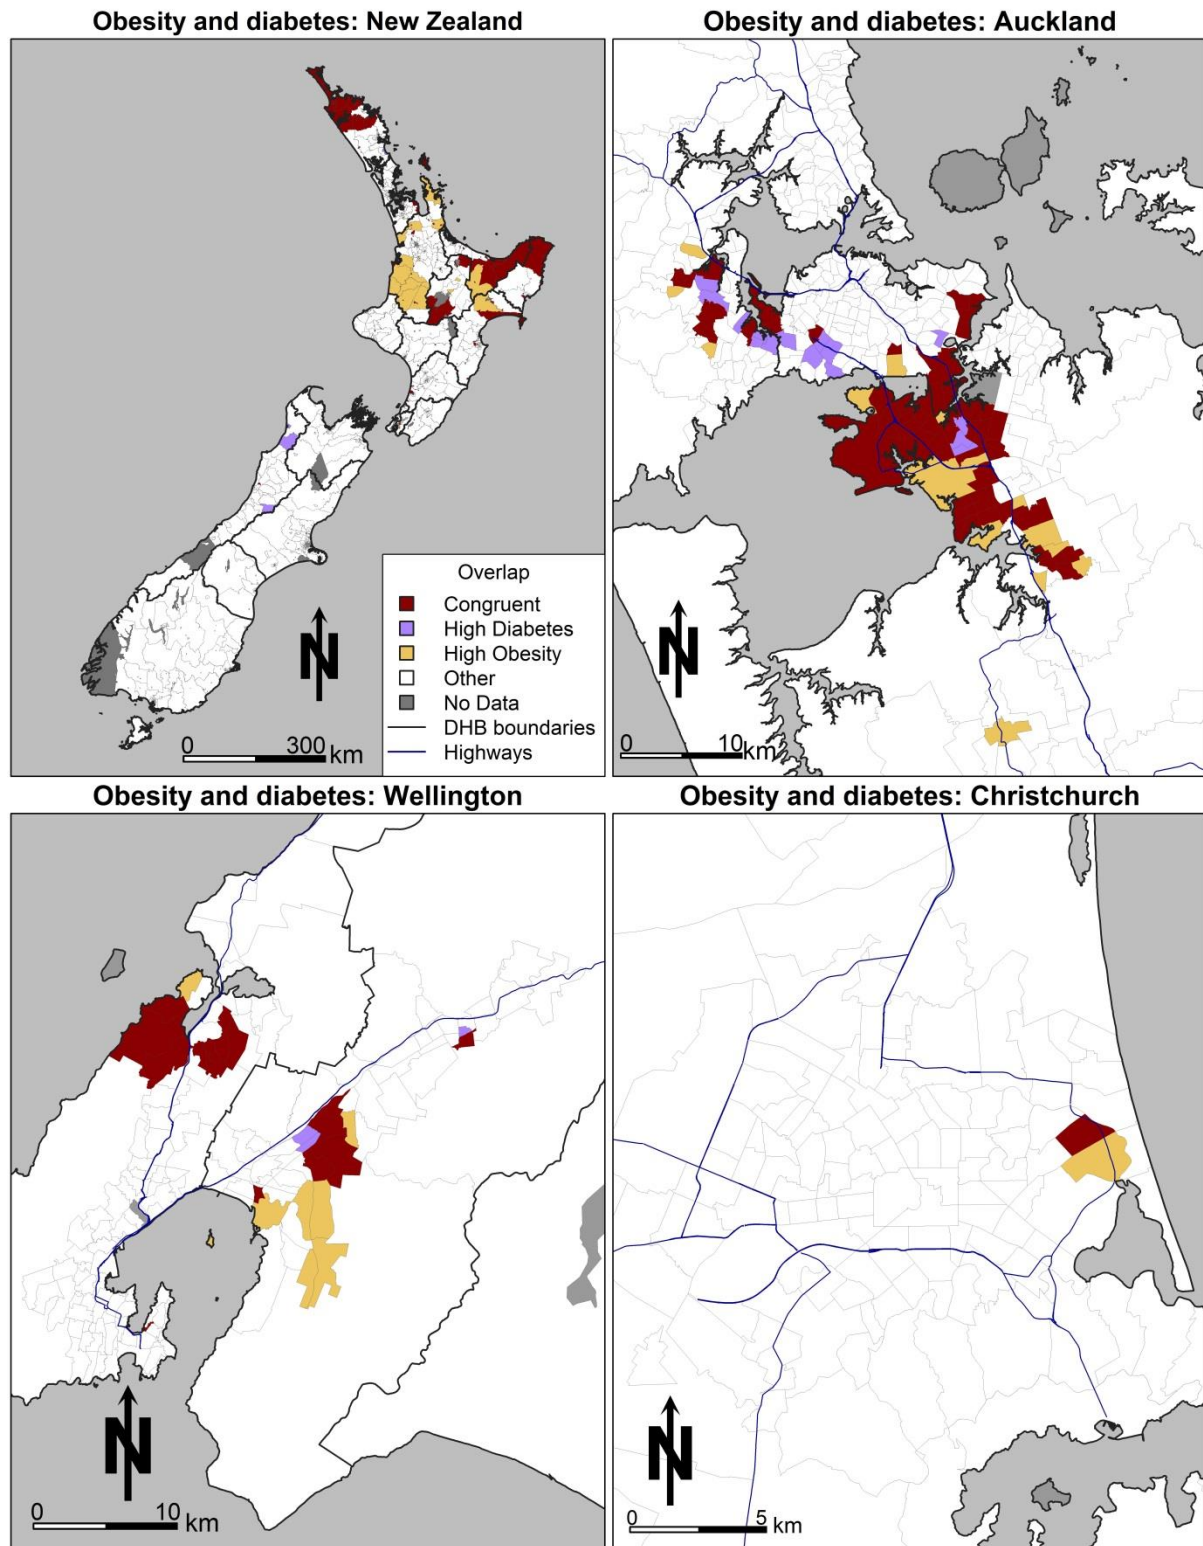 Obesity and diabetes: New Zealand
Overlap
Congruent
High Diabetes
High Obesity
Other
No Data
DHB boundaries
Highways
N
0 300 km
Obesity and diabetes: Auckland
N
0 10 km
Obesity and diabetes: Wellington
N
0 10 km
Obesity and diabetes: Christchurch
N
0 5 km